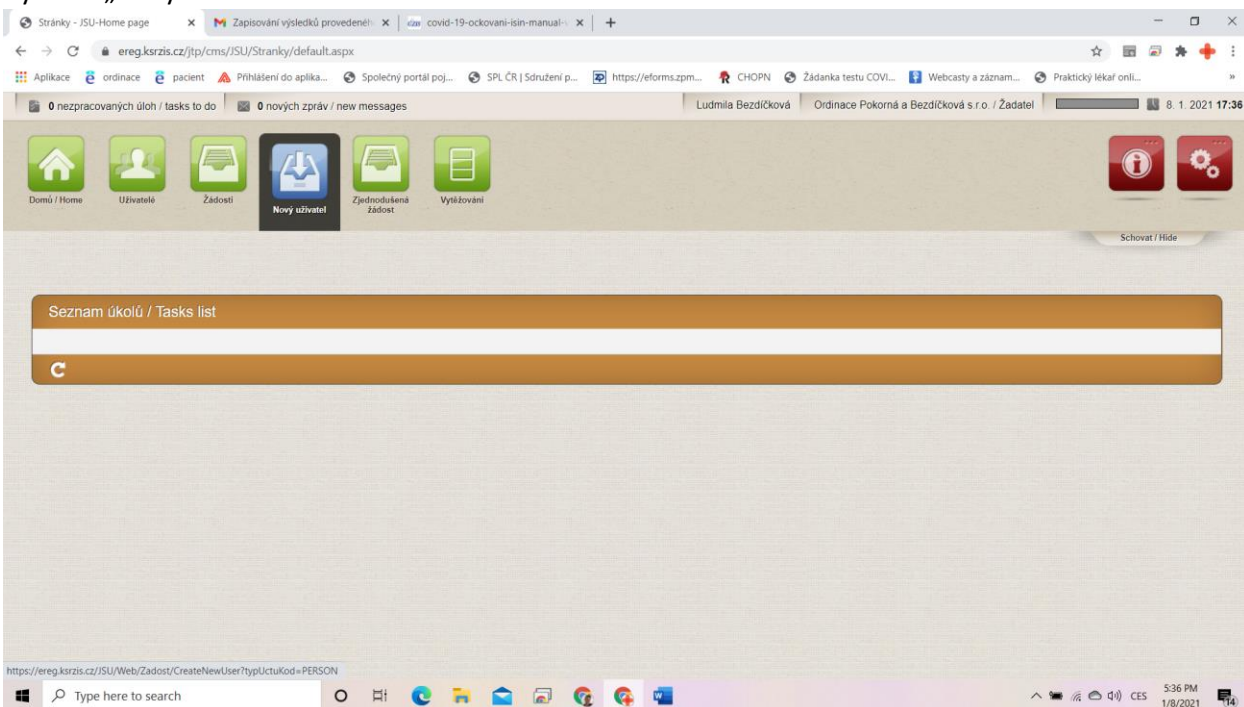 Stránky - JSU-Home page
Zapisování výsledků provedenéh
covid-19-ockovani-isin-manual-v
ereg.ksrzis.cz/jtp/cms/JSU/Stranky/default.aspx
Aplikace ordinace pacient Přihlášení do aplika... Společný portál poj... SPL ČR | Sdružení p... https://eforms.zpm... CHOPN Žádanka testu COVI... Webcasty a záznam... Praktický lékař onli... »
0 nezpracovaných úloh / tasks to do 0 nových zpráv / new messages Ludmila Bezdíčková Ordinace Pokorná a Bezdíčková s.r.o. / Žadatel 8. 1. 2021 17:36
Domů / Home Uživatelé Žádosti Nový uživatel Zjednodušená žádost Vytěžování
Schovat / Hide
Seznam úkolů / Tasks list
https://ereg.ksrzis.cz/JSU/Web/Zadost/CreateNewUser?typUctuKod=PERSON
Type here to search
CES
5:36 PM
1/8/2021
14